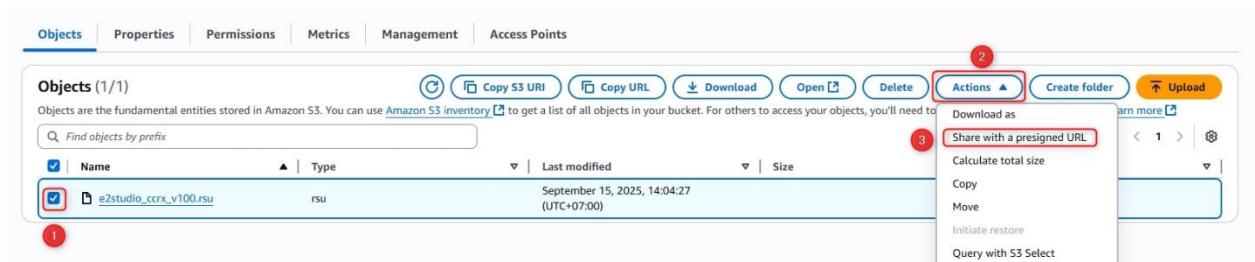 Objects Properties Permissions Metrics Management Access Points
2
Objects (1/1) Copy S3 URI Copy URL Download Open Delete Actions Create folder Upload
Objects are the fundamental entities stored in Amazon S3. You can use Amazon S3 inventory to get a list of all objects in your bucket. For others to access your objects, you'll need to arn more
Download as
Find objects by prefix 3 Share with a presigned URL 1
Calculate total size
Name Type Last modified Size
Copy
1 e2studio_ccrx_v100.rsu rsu September 15, 2025, 14:04:27
(UTC+07:00)
Move
Initiate restore
Query with S3 Select